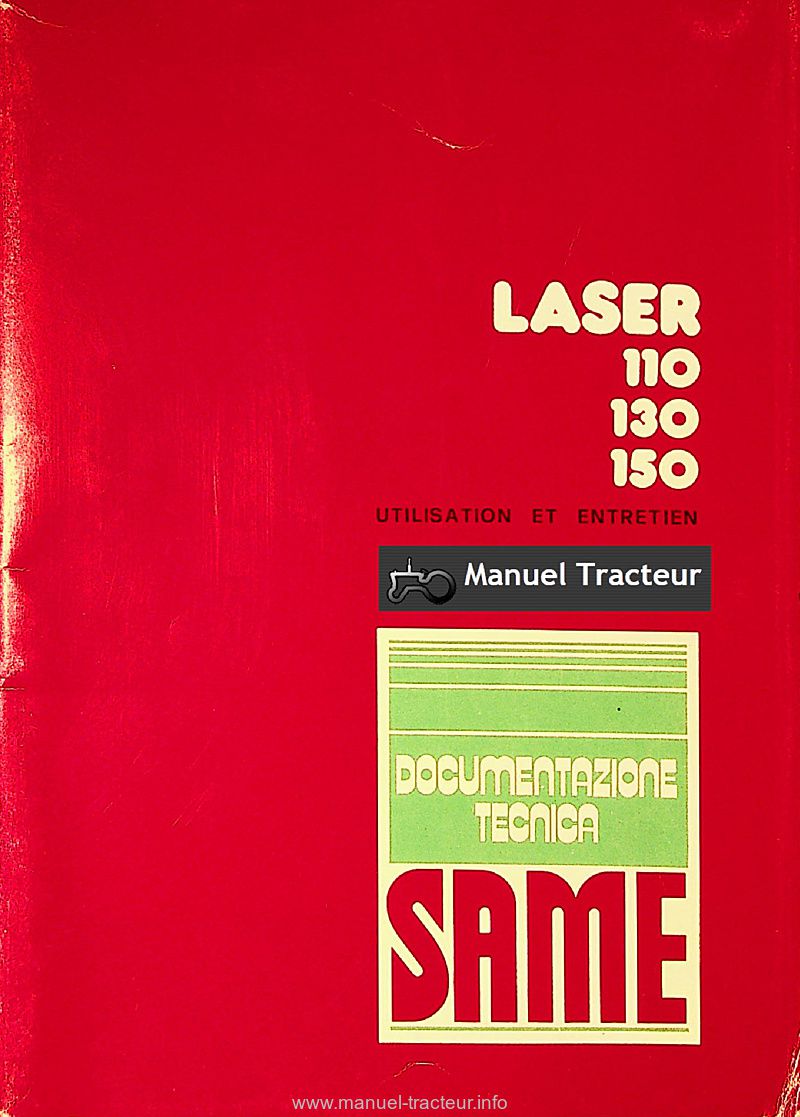 LASER
110
130
150
UTILISATION ET ENTRETIEN
Manuel Tracteur
DOCUMENTAZIONE
TECNICA
SAME
www.manuel-tracteur.info